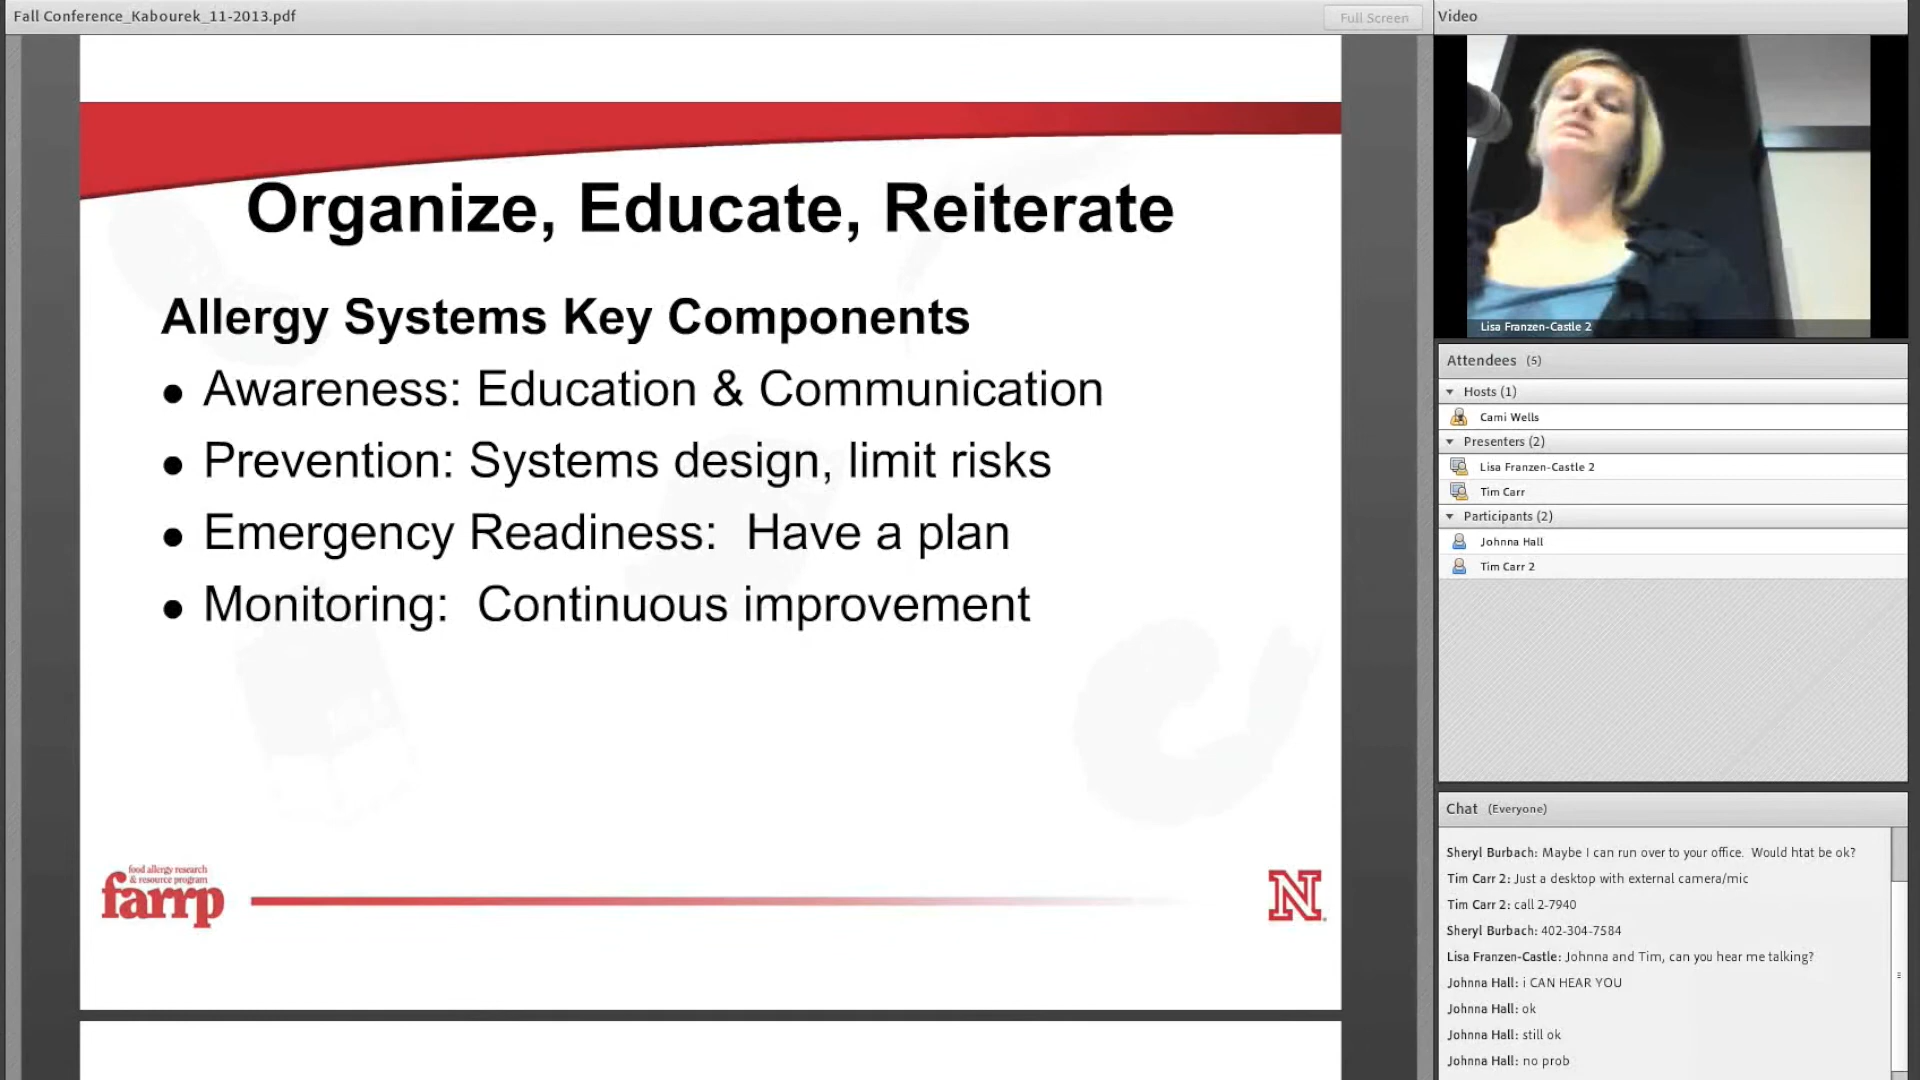 Fall Conference_Kabourek_11-2013.pdf
Full Screen
Organize, Educate, Reiterate
Allergy Systems Key Components
● Awareness: Education & Communication
● Prevention: Systems design, limit risks
● Emergency Readiness:  Have a plan
● Monitoring:  Continuous improvement
food allergy research
& resource program
farrp
N
Video
Lisa Franzen-Castle 2
Attendees (5)
Hosts (1)
Cami Wells
Presenters (2)
Lisa Franzen-Castle 2
Tim Carr
Participants (2)
Johnna Hall
Tim Carr 2
Chat (Everyone)
Sheryl Burbach: Maybe I can run over to your office.  Would htat be ok?
Tim Carr 2: Just a desktop with external camera/mic
Tim Carr 2: call 2-7940
Sheryl Burbach: 402-304-7584
Lisa Franzen-Castle: Johnna and Tim, can you hear me talking?
Johnna Hall: i CAN HEAR YOU
Johnna Hall: ok
Johnna Hall: still ok
Johnna Hall: no prob